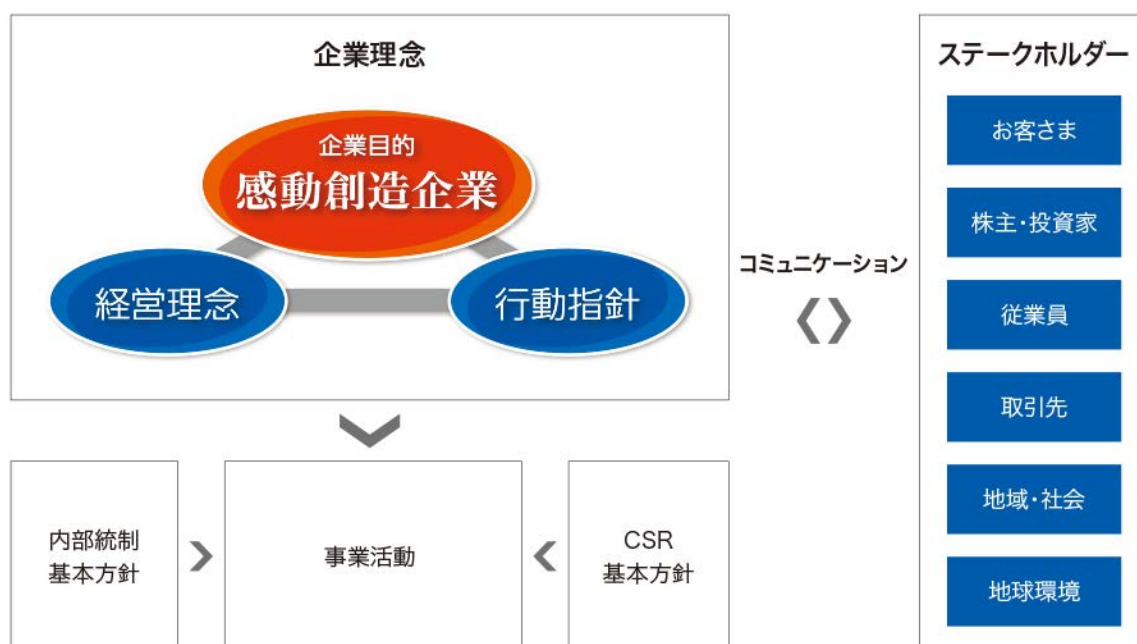 企業理念
企業目的
感動創造企業
経営理念
行動指針
コミュニケーション
ステークホルダー
お客さま
株主・投資家
従業員
取引先
地域・社会
地球環境
内部統制
基本方針
事業活動
CSR
基本方針